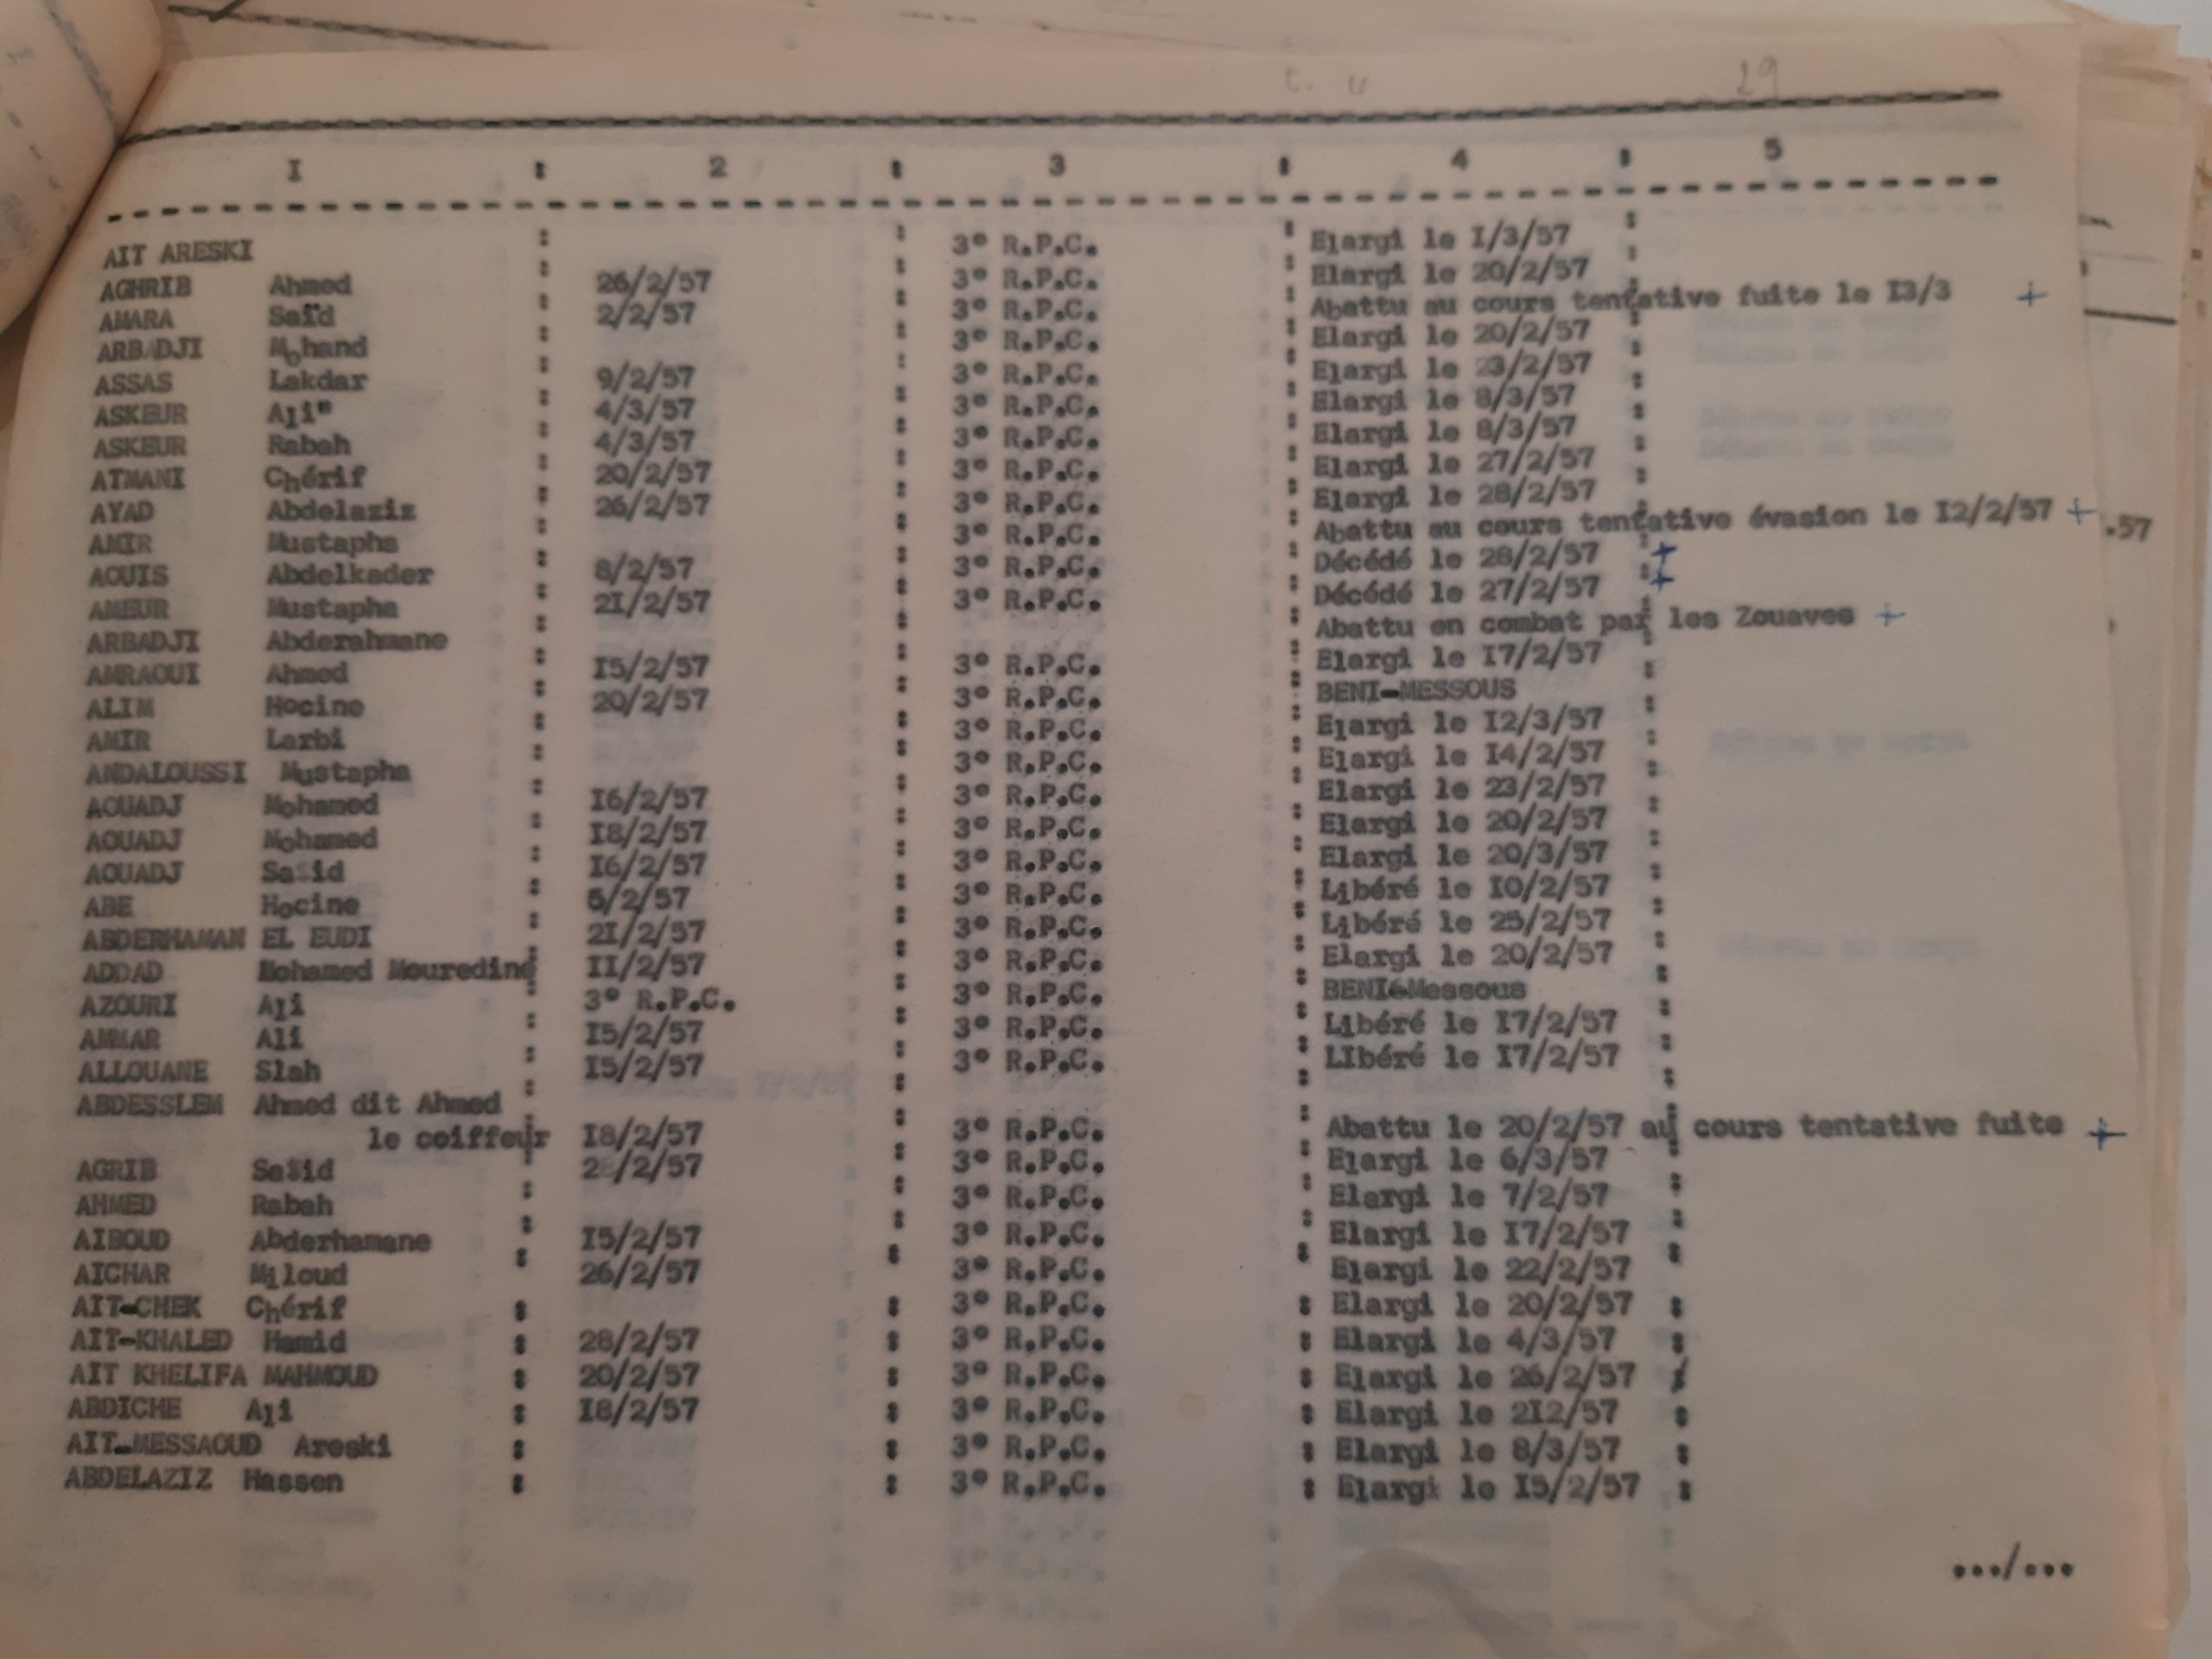 29
I : 2 : 3 : 4 : 5
AIT ARESKI : : 3° R.P.C. : Elargi le I/3/57 :
AGHRIB Ahmed : 26/2/57 : 3° R.P.C. : Elargi le 20/2/57 :
AMARA Saïd : 2/2/57 : 3° R.P.C. : Abattu au cours tentative fuite le I3/3 +
ARBADJI Mohand : : 3° R.P.C. : Elargi le 20/2/57 :
ASSAS Lakdar : 9/2/57 : 3° R.P.C. : Elargi le 23/2/57 :
ASKEUR Ali" : 4/3/57 : 3° R.P.C. : Elargi le 8/3/57 :
ASKEUR Rabah : 4/3/57 : 3° R.P.C. : Elargi le 8/3/57 :
ATMANI Chérif : 20/2/57 : 3° R.P.C. : Elargi le 27/2/57 :
AYAD Abdelaziz : 26/2/57 : 3° R.P.C. : Elargi le 28/2/57 :
AMIR Mustapha : : 3° R.P.C. : Abattu au cours tentative évasion le I2/2/57 + .57
AOUIS Abdelkader : 8/2/57 : 3° R.P.C. : Décédé le 28/2/57 : +
AMEUR Mustapha : 2I/2/57 : 3° R.P.C. : Décédé le 27/2/57 : +
ARBADJI Abderahmane : : : Abattu en combat par les Zouaves +
AMRAOUI Ahmed : I5/2/57 : 3° R.P.C. : Elargi le I7/2/57 :
ALIM Hocine : 20/2/57 : 3° R.P.C. : BENI-MESSOUS :
AMIR Larbi : : 3° R.P.C. : Elargi le I2/3/57 :
ANDALOUSSI Mustapha : : 3° R.P.C. : Elargi le I4/2/57 :
AOUADJ Mohamed : I6/2/57 : 3° R.P.C. : Elargi le 23/2/57 :
AOUADJ Mohamed : I8/2/57 : 3° R.P.C. : Elargi le 20/2/57 :
AOUADJ Said : I6/2/57 : 3° R.P.C. : Elargi le 20/3/57 :
ABE Hocine : 5/2/57 : 3° R.P.C. : Libéré le I0/2/57 :
ABDERHAMAN EL EUDI : 2I/2/57 : 3° R.P.C. : Libéré le 25/2/57 :
ADDAD Mohamed Mouredine : II/2/57 : 3° R.P.C. : Elargi le 20/2/57 :
AZOURI Ali : 3° R.P.C. : 3° R.P.C. : BENI-Messous :
AMMAR Ali : I5/2/57 : 3° R.P.C. : Libéré le I7/2/57 :
ALLOUANE Slah : I5/2/57 : 3° R.P.C. : LIbéré le I7/2/57 :
ABDESSLEM Ahmed dit Ahmed
le coiffeur : I8/2/57 : 3° R.P.C. : Abattu le 20/2/57 au cours tentative fuite +
AGRIB Said : /2/57 : 3° R.P.C. : Elargi le 6/3/57 :
AHMED Rabah : : 3° R.P.C. : Elargi le 7/2/57 :
AIBOUD Abderhamane : I5/2/57 : 3° R.P.C. : Elargi le I7/2/57 :
AICHAR Miloud : 26/2/57 : 3° R.P.C. : Elargi le 22/2/57 :
AIT-CHEK Chérif : : 3° R.P.C. : Elargi le 20/2/57 :
AIT-KHALED Hamid : 28/2/57 : 3° R.P.C. : Elargi le 4/3/57 :
AIT KHELIFA MAHMOUD : 20/2/57 : 3° R.P.C. : Elargi le 26/2/57 :
ABDICHE Ali : I8/2/57 : 3° R.P.C. : Elargi le 2I2/57 :
AIT-MESSAOUD Areski : : 3° R.P.C. : Elargi le 8/3/57 :
ABDELAZIZ Hassen : : 3° R.P.C. : Elargi le I5/2/57 :
.../...